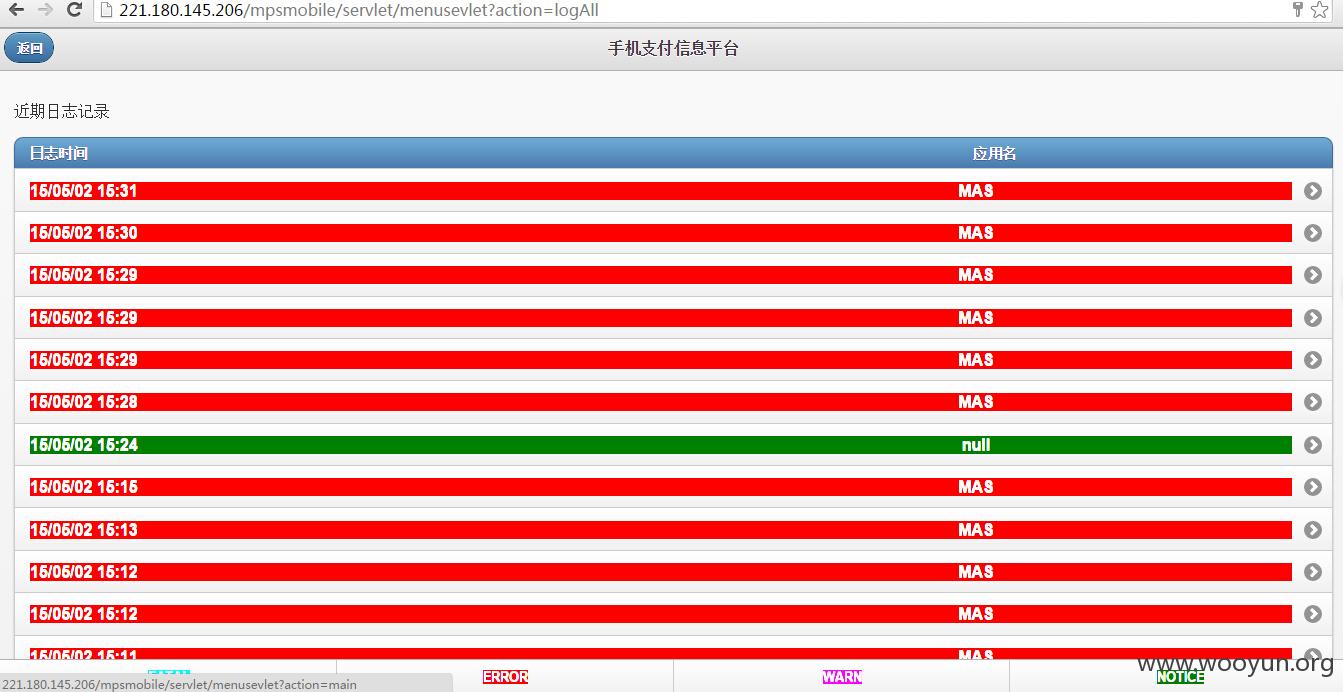 221.180.145.206/mpsmobile/servlet/menusevlet?action=logAll
返回
手机支付信息平台
近期日志记录
日志时间 应用名
15/05/02 15:31 MAS
15/05/02 15:30 MAS
15/05/02 15:29 MAS
15/05/02 15:29 MAS
15/05/02 15:29 MAS
15/05/02 15:28 MAS
15/05/02 15:24 null
15/05/02 15:15 MAS
15/05/02 15:13 MAS
15/05/02 15:12 MAS
15/05/02 15:12 MAS
15/05/02 15:11 MAS
www.wooyun.org
ERROR WARN NOTICE
221.180.145.206/mpsmobile/servlet/menusevlet?action=main